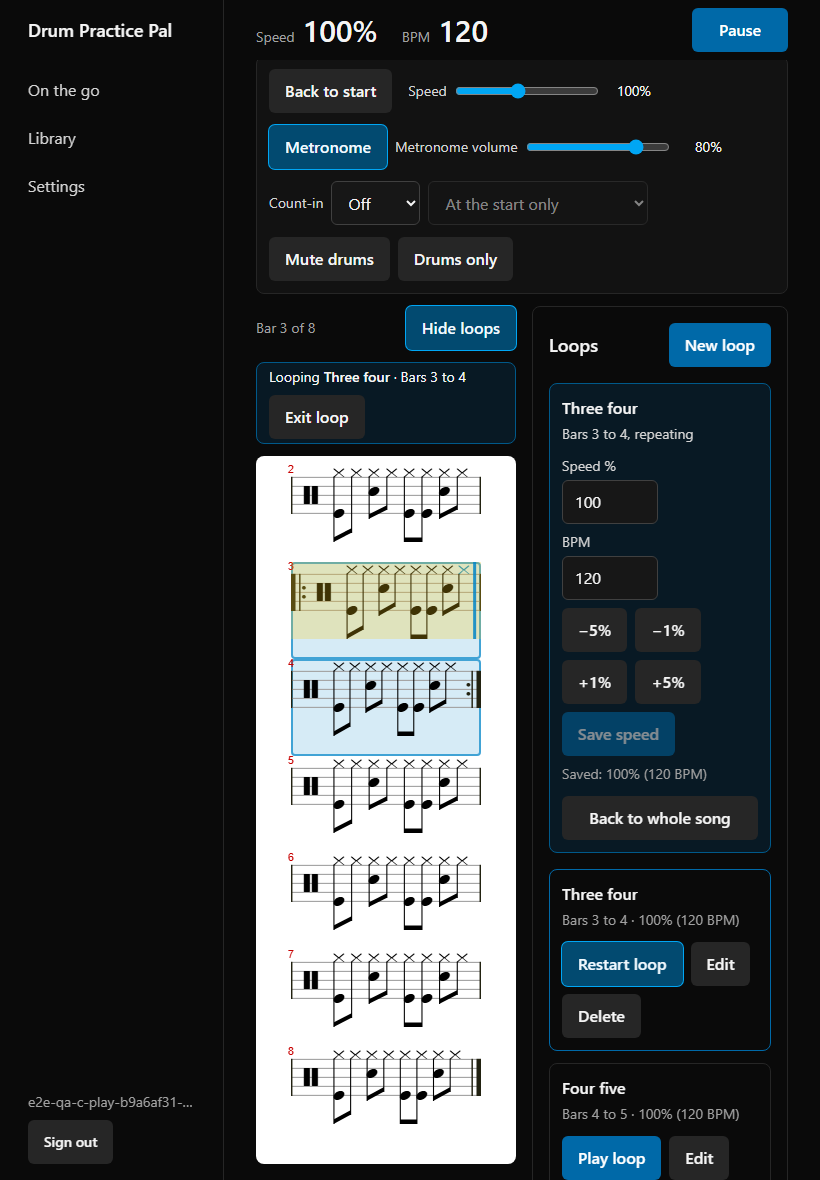 Drum Practice Pal
On the go
Library
Settings
e2e-qa-c-play-b9a6af31-...
Sign out
Speed 100% BPM 120
Pause
Back to start Speed 100%
Metronome Metronome volume 80%
Count-in Off At the start only
Mute drums Drums only
Bar 3 of 8 Hide loops
Looping Three four · Bars 3 to 4
Exit loop
2
3
4
5
6
7
8
Loops New loop
Three four
Bars 3 to 4, repeating
Speed %
100
BPM
120
−5% −1%
+1% +5%
Save speed
Saved: 100% (120 BPM)
Back to whole song
Three four
Bars 3 to 4 · 100% (120 BPM)
Restart loop Edit
Delete
Four five
Bars 4 to 5 · 100% (120 BPM)
Play loop Edit